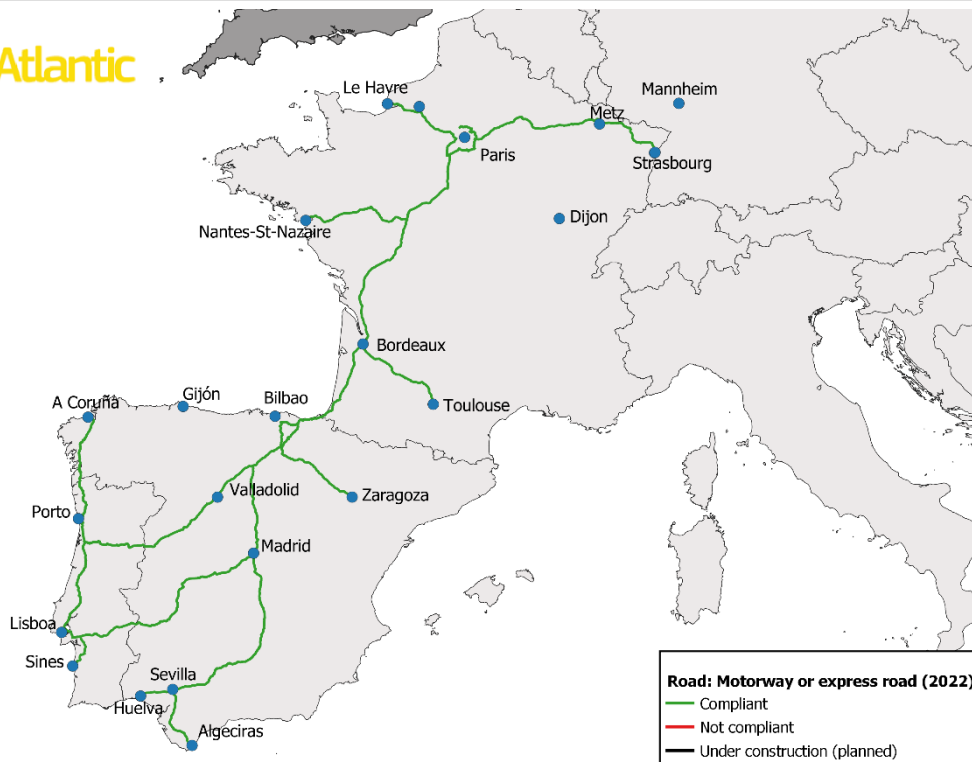 Atlantic
Le Havre
Mannheim
Metz
Paris
Strasbourg
Dijon
Nantes-St-Nazaire
Bordeaux
Gijón
Bilbao
A Coruña
Toulouse
Valladolid
Zaragoza
Porto
Madrid
Lisboa
Sines
Sevilla
Huelva
Algeciras
Road: Motorway or express road (2022)
Compliant
Not compliant
Under construction (planned)